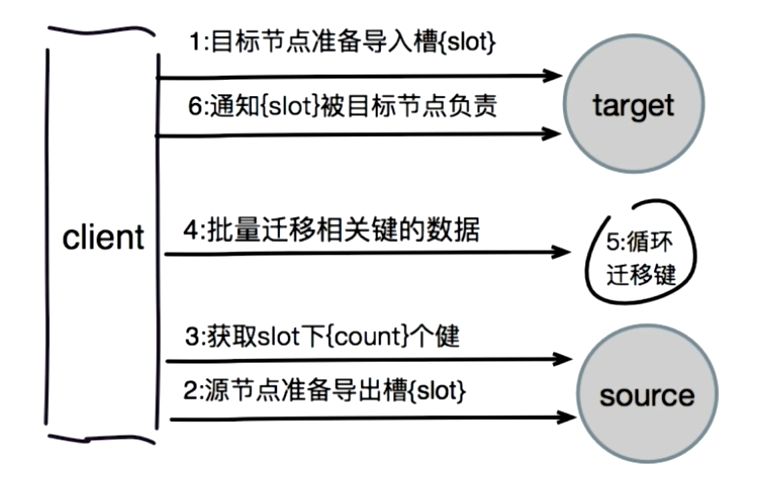 1:目标节点准备导入槽{slot}
target
6:通知{slot}被目标节点负责
client
4:批量迁移相关键的数据
5:循环
迁移键
3:获取slot下{count}个健
2:源节点准备导出槽{slot}
source